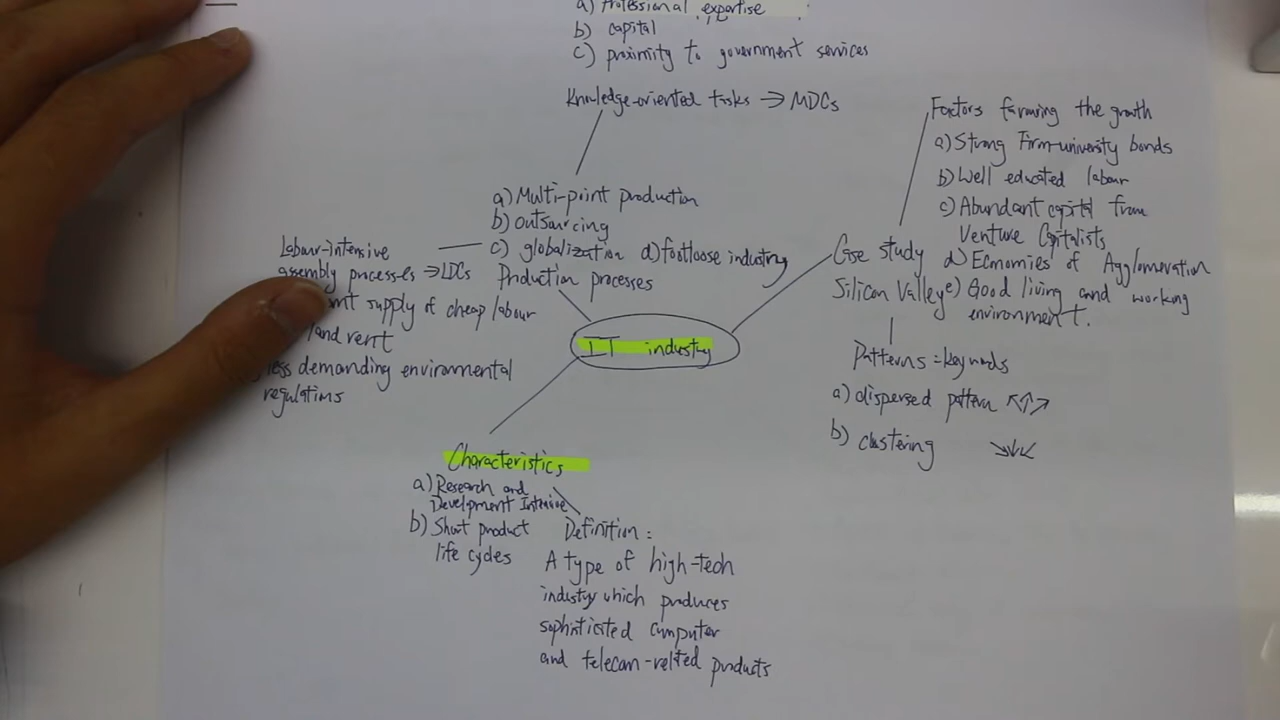 a) Professional expertise
b) capital
c) proximity to government services
Knowledge-oriented tasks → MDCs
a) Multi-point production
b) outsourcing
c) globalization d) footloose industry
Production processes
Labour-intensive
assembly processes ⇒ LDCs
supply of cheap labour
land rent
less demanding environmental
regulations
IT industry
Characteristics
a) Research and
Development Intensive
b) Short product
life cycles
Definition:
A type of high-tech
industry which produces
sophisticated computer
and telecom-related products
Case study
Silicon Valley
Factors favouring the growth
a) Strong Firm-university bonds
b) Well educated labour
c) Abundant capital from
Venture Capitalists
d) Economies of Agglomeration
e) Good living and working
environment.
Patterns = keywords
a) dispersed pattern ↖↑↗
b) clustering ↘↓↙